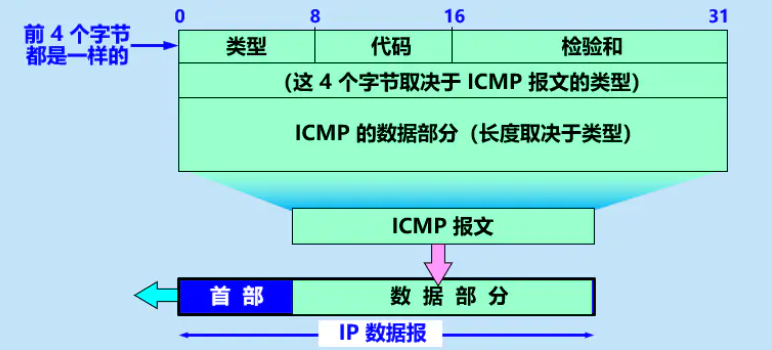 0 8 16 31
前 4 个字节
都是一样的
类型 代码 检验和
（这 4 个字节取决于 ICMP 报文的类型）
ICMP 的数据部分（长度取决于类型）
ICMP 报文
首 部 数 据 部 分
IP 数据报